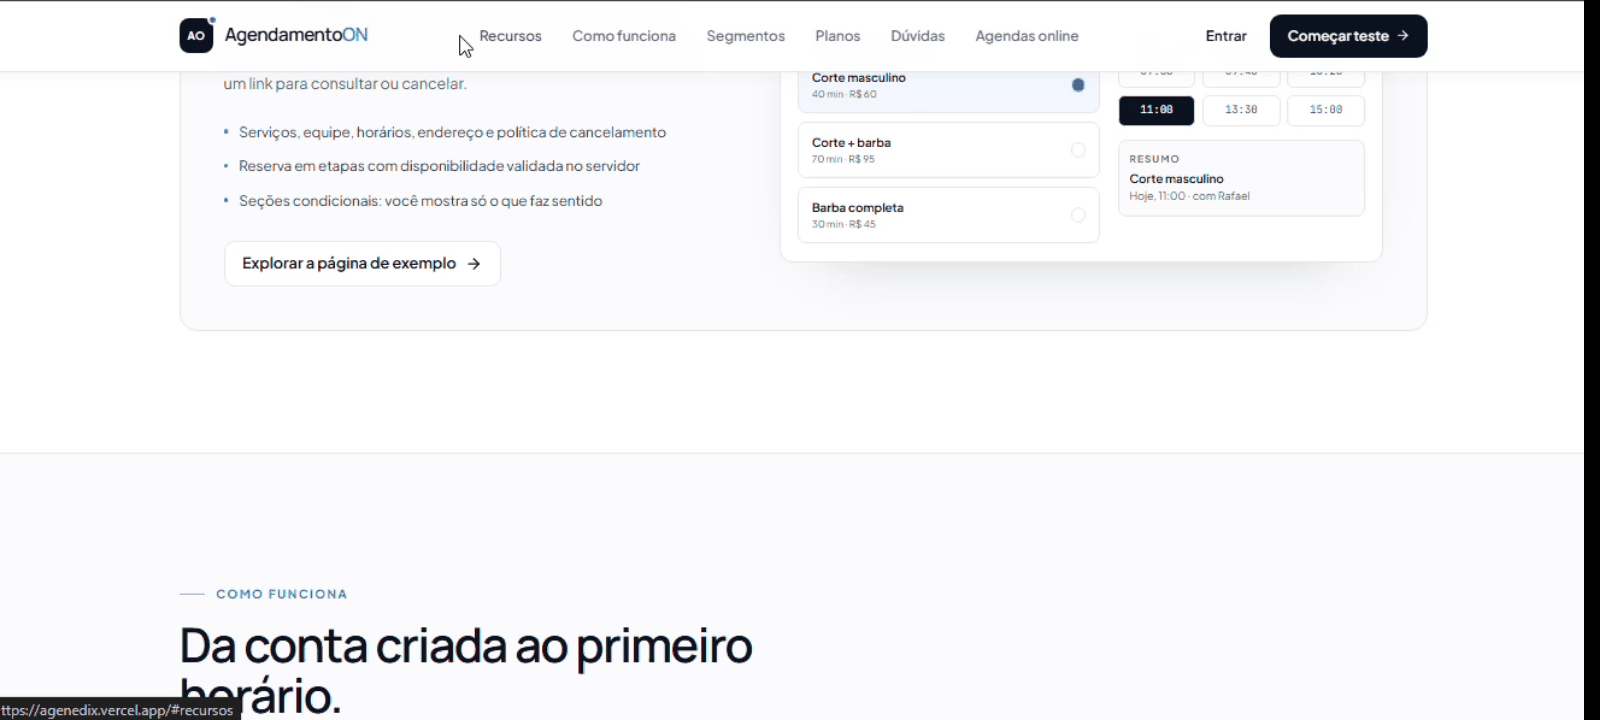 AO AgendamentoON Recursos Como funciona Segmentos Planos Dúvidas Agendas online Entrar Começar teste →
um link para consultar ou cancelar.
• Serviços, equipe, horários, endereço e política de cancelamento
• Reserva em etapas com disponibilidade validada no servidor
• Seções condicionais: você mostra só o que faz sentido
Explorar a página de exemplo →
Corte masculino
40 min · R$ 60
Corte + barba
70 min · R$ 95
Barba completa
30 min · R$ 45
11:00 13:30 15:00
RESUMO
Corte masculino
Hoje, 11:00 · com Rafael
COMO FUNCIONA
Da conta criada ao primeiro
horário.
ttps://agenedix.vercel.app/#recursos